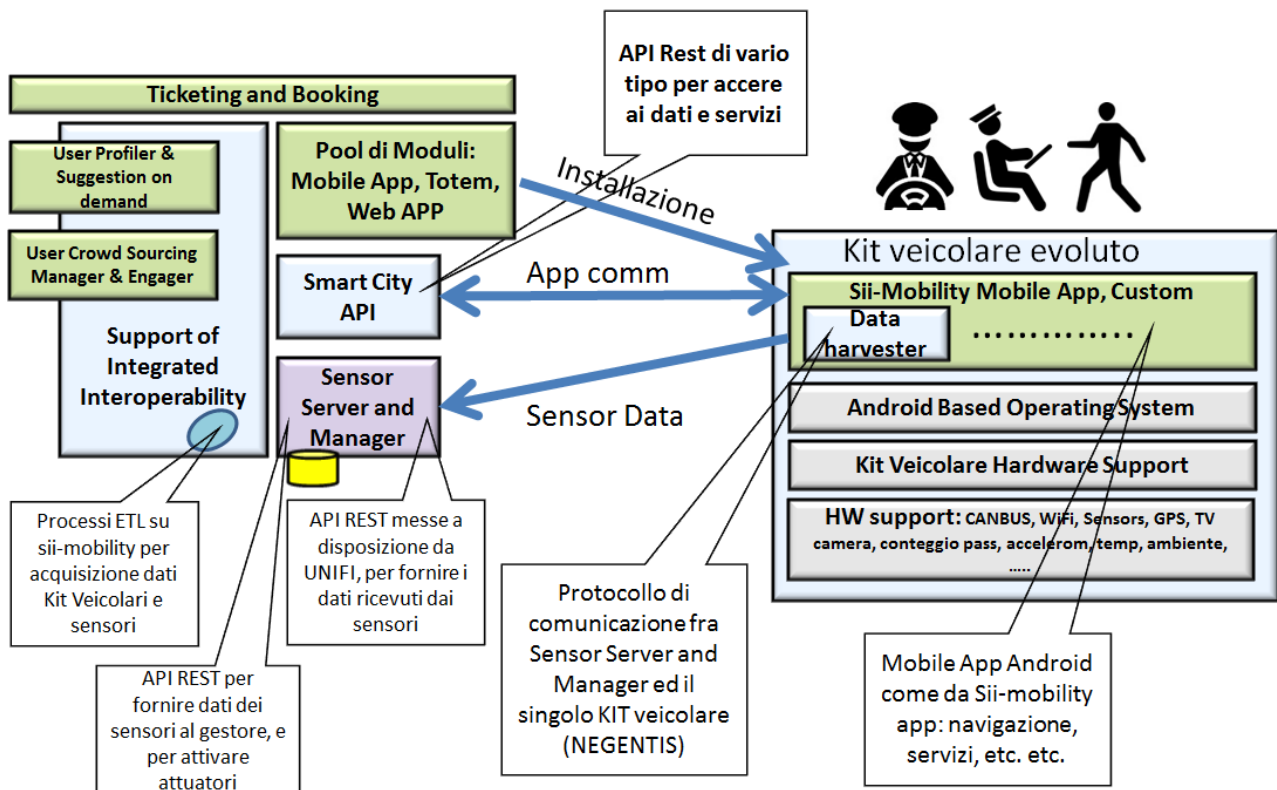 Ticketing and Booking
User Profiler &
Suggestion on
demand
User Crowd Sourcing
Manager & Engager
Support of
Integrated
Interoperability
Pool di Moduli:
Mobile App, Totem,
Web APP
Smart City
API
Sensor
Server and
Manager
API Rest di vario
tipo per accere
ai dati e servizi
Installazione
App comm
Sensor Data
Kit veicolare evoluto
Sii-Mobility Mobile App, Custom
Data
harvester
..............
Android Based Operating System
Kit Veicolare Hardware Support
HW support: CANBUS, WiFi, Sensors, GPS, TV
camera, conteggio pass, accelerom, temp, ambiente,
.....
Processi ETL su
sii-mobility per
acquisizione dati
Kit Veicolari e
sensori
API REST messe a
disposizione da
UNIFI, per fornire i
dati ricevuti dai
sensori
API REST per
fornire dati dei
sensori al gestore, e
per attivare
attuatori
Protocollo di
comunicazione fra
Sensor Server and
Manager ed il
singolo KIT veicolare
(NEGENTIS)
Mobile App Android
come da Sii-mobility
app: navigazione,
servizi, etc. etc.